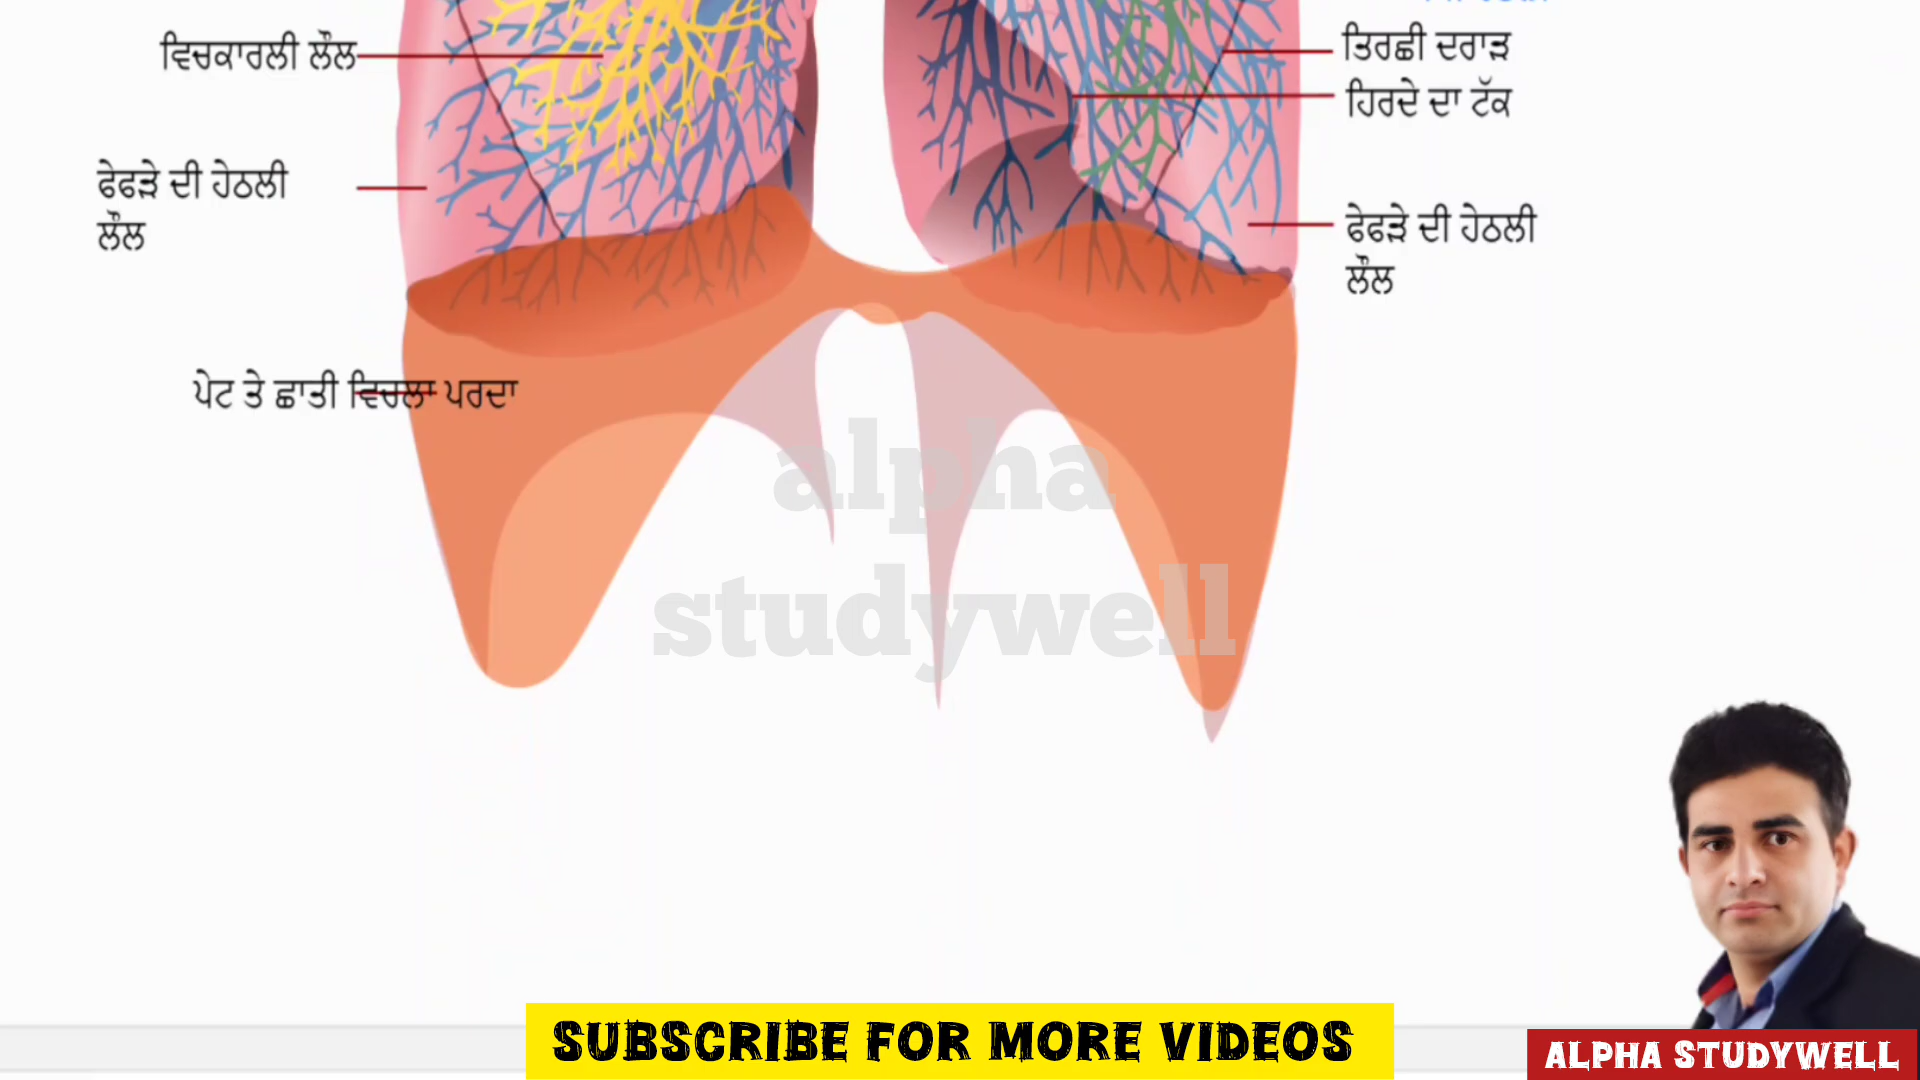 ਵਿਚਕਾਰਲੀ ਲੌਲ
ਤਿਰਛੀ ਦਰਾੜ
ਹਿਰਦੇ ਦਾ ਟੱਕ
ਫੇਫੜੇ ਦੀ ਹੇਠਲੀ
ਲੌਲ
ਫੇਫੜੇ ਦੀ ਹੇਠਲੀ
ਲੌਲ
ਪੇਟ ਤੇ ਛਾਤੀ ਵਿਚਲਾ ਪਰਦਾ
alpha
studywell
SUBSCRIBE FOR MORE VIDEOS
ALPHA STUDYWELL